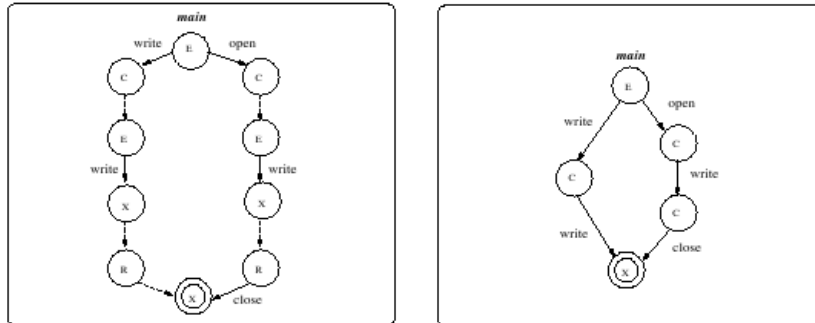 main
write E open
C C
E E
write write
X X
R R
X close
main
E
open
write
C
write
C
C
write close
X